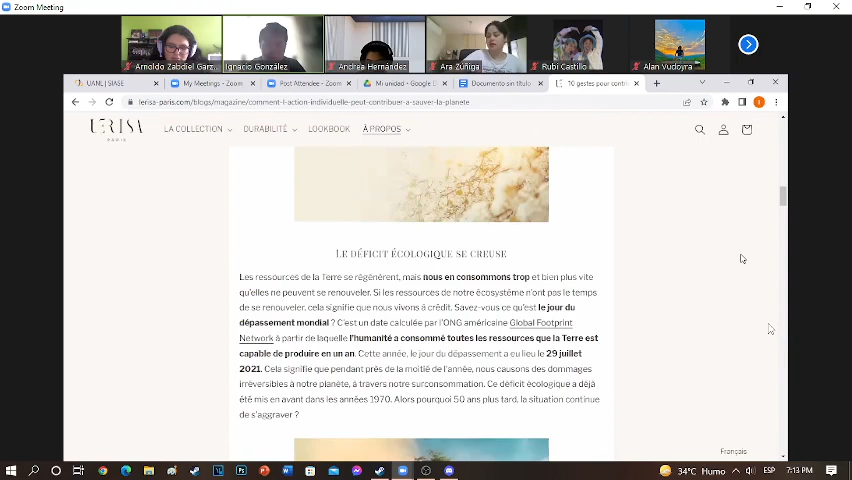 Zoom Meeting
Arnoldo Zabdiel Garz...
Ignacio González
Andrea Hernández
Ara Zúñiga
Rubi Castillo
Alan Vudoyra
UANL | SIASE
My Meetings - Zoom
Post Attendee - Zoom
Mi unidad - Google D
Documento sin título
10 gestes pour contri
lerisa-paris.com/blogs/magazine/comment-l-action-individuelle-peut-contribuer-a-sauver-la-planete
LERISA
PARIS
LA COLLECTION
DURABILITÉ
LOOKBOOK
À PROPOS
LE DÉFICIT ÉCOLOGIQUE SE CREUSE
Les ressources de la Terre se régénèrent, mais nous en consommons trop et bien plus vite
qu'elles ne peuvent se renouveler. Si les ressources de notre écosystème n'ont pas le temps
de se renouveler, cela signifie que nous vivons à crédit. Savez-vous ce qu'est le jour du
dépassement mondial ? C'est un date calculée par l'ONG américaine Global Footprint
Network à partir de laquelle l'humanité a consommé toutes les ressources que la Terre est
capable de produire en un an. Cette année, le jour du dépassement a eu lieu le 29 juillet
2021. Cela signifie que pendant près de la moitié de l'année, nous causons des dommages
irréversibles à notre planète, à travers notre surconsommation. Ce déficit écologique a déjà
été mis en avant dans les années 1970. Alors pourquoi 50 ans plus tard, la situation continue
de s'aggraver ?
Français
34°C Humo
ESP
7:13 PM